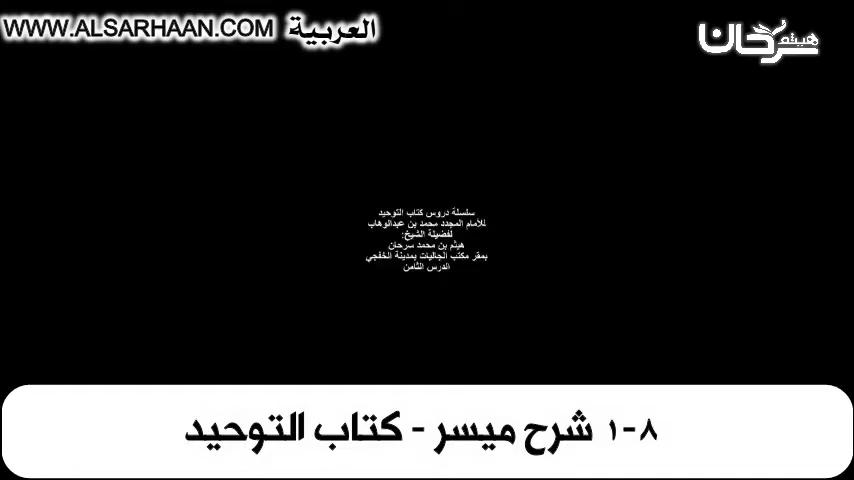 WWW.ALSARHAAN.COM العربية
هيثم سرحان
سلسلة دروس كتاب التوحيد
للأمام المجدد محمد بن عبدالوهاب
لفضيلة الشيخ:
هيثم بن محمد سرحان
بمقر مكتب الجاليات بمدينة الخفجي
الدرس الثامن
٨-١ شرح ميسر - كتاب التوحيد